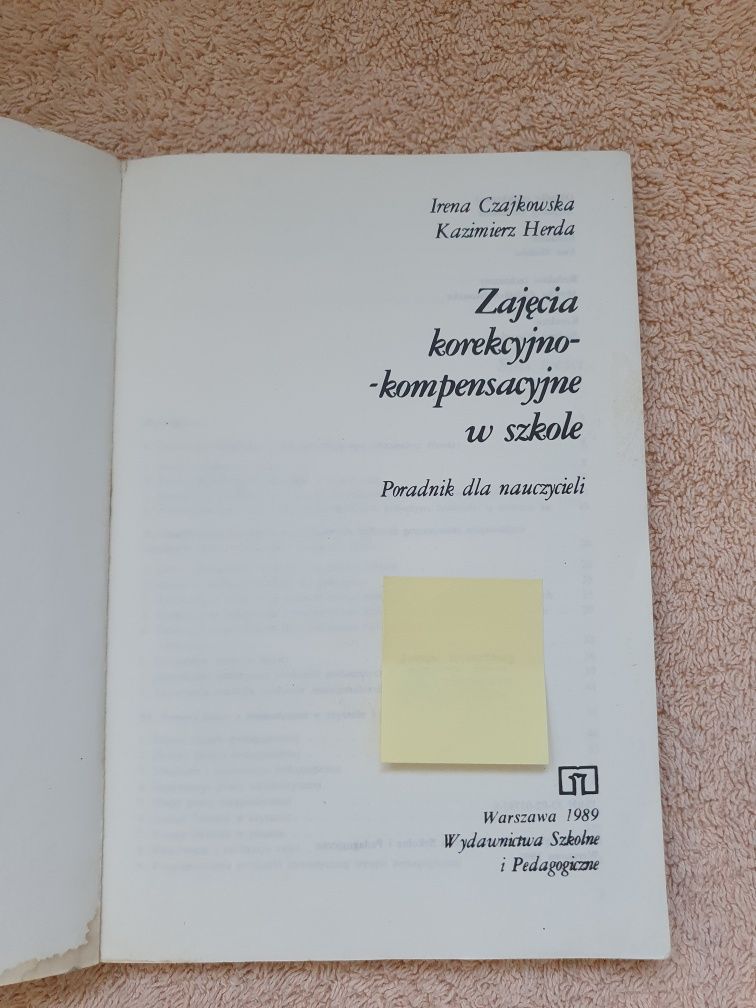 Irena Czajkowska
Kazimierz Herda
Zajęcia
korekcyjno-
-kompensacyjne
w szkole
Poradnik dla nauczycieli
Warszawa 1989
Wydawnictwa Szkolne
i Pedagogiczne